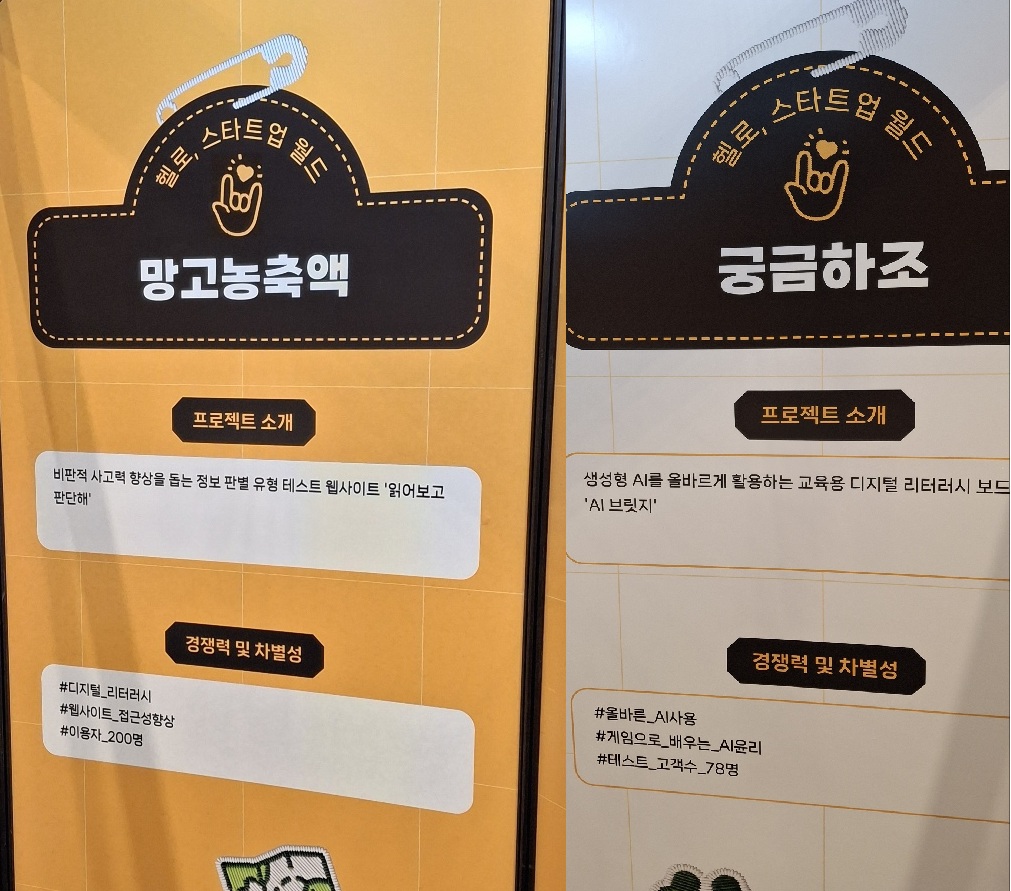 헬로, 스타트업 월드
망고농축액
프로젝트 소개
비판적 사고력 향상을 돕는 정보 판별 유형 테스트 웹사이트 '읽어보고
판단해'
경쟁력 및 차별성
#디지털_리터러시
#웹사이트_접근성향상
#이용자_200명
헬로, 스타트업 월드
궁금하조
프로젝트 소개
생성형 AI를 올바르게 활용하는 교육용 디지털 리터러시 보드
'AI 브릿지'
경쟁력 및 차별성
#올바른_AI사용
#게임으로_배우는_AI윤리
#테스트_고객수_78명